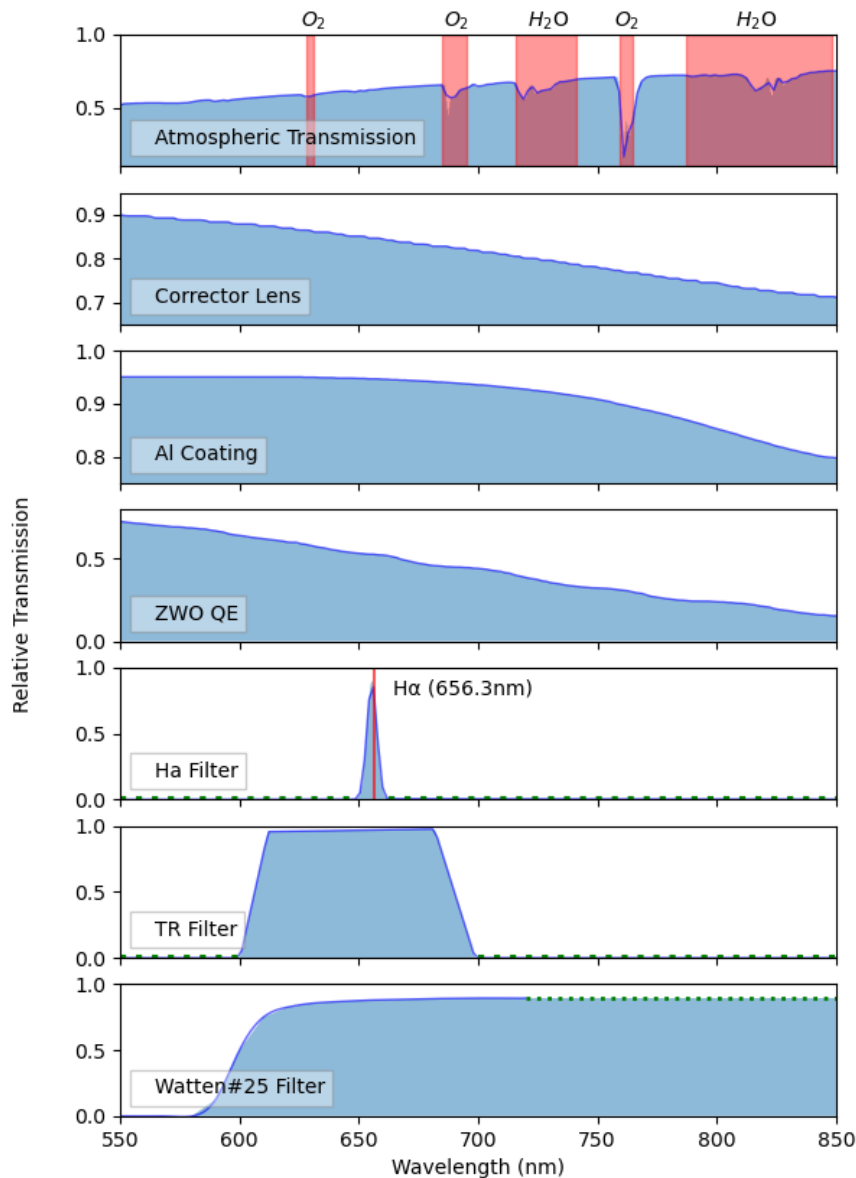 O₂ O₂ H₂O O₂ H₂O
1.0
0.5
Atmospheric Transmission
0.9
0.8
0.7
Corrector Lens
1.0
0.9
0.8
Al Coating
0.5
0.0
ZWO QE
1.0
0.5
0.0
Hα (656.3nm)
Ha Filter
1.0
0.5
0.0
TR Filter
1.0
0.5
0.0
Watten#25 Filter
550 600 650 700 750 800 850
Wavelength (nm)
Relative Transmission